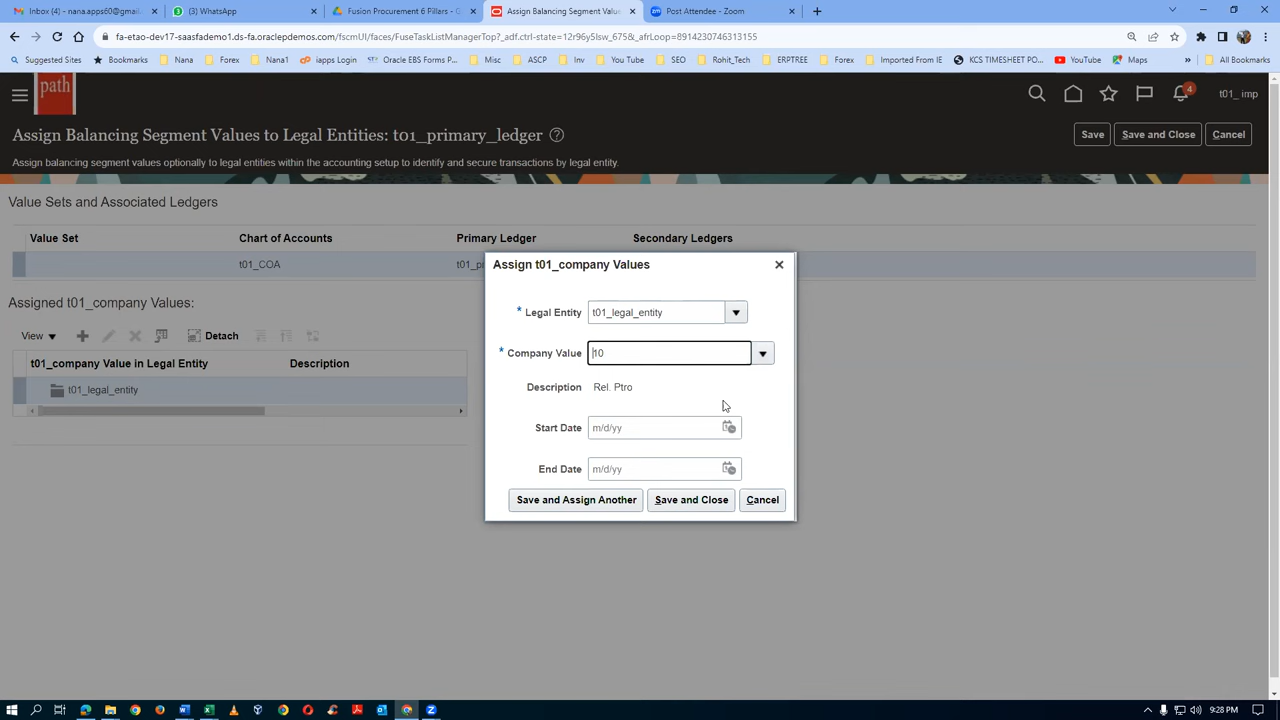 Inbox (4) - nana.apps60@gmail.c
(3) WhatsApp
Fusion Procurement 6 Pillars - G
Assign Balancing Segment Value
Post Attendee - Zoom
fa-etao-dev17-saasfademo1.ds-fa.oraclepdemos.com/fscmUI/faces/FuseTaskListManagerTop?_adf.ctrl-state=12r96y5lsw_675&_afrLoop=8914230746313155
Suggested Sites
Bookmarks
Nana
Forex
Nana1
iapps Login
Oracle EBS Forms P...
Misc
ASCP
Inv
You Tube
SEO
Rohit_Tech
ERPTREE
Forex
Imported From IE
KCS TIMESHEET PO...
YouTube
Maps
»
All Bookmarks
path
4
t01_ imp
Assign Balancing Segment Values to Legal Entities: t01_primary_ledger
Save
Save and Close
Cancel
Assign balancing segment values optionally to legal entities within the accounting setup to identify and secure transactions by legal entity.
Value Sets and Associated Ledgers
Value Set
Chart of Accounts
Primary Ledger
Secondary Ledgers
t01_COA
t01_pr
Assigned t01_company Values:
View
Detach
t01_company Value in Legal Entity
Description
t01_legal_entity
Assign t01_company Values
* Legal Entity t01_legal_entity
* Company Value 10
Description Rel. Ptro
Start Date m/d/yy
End Date m/d/yy
Save and Assign Another
Save and Close
Cancel
9:28 PM